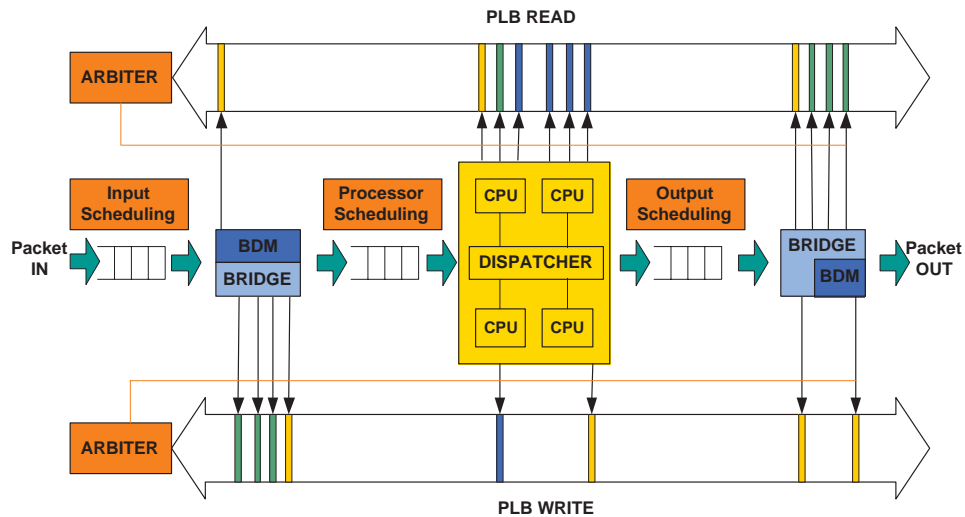 PLB READ
ARBITER
Input
Scheduling
Processor
Scheduling
CPU
CPU
Output
Scheduling
Packet
IN
BDM
BRIDGE
DISPATCHER
BRIDGE
BDM
Packet
OUT
CPU
CPU
ARBITER
PLB WRITE